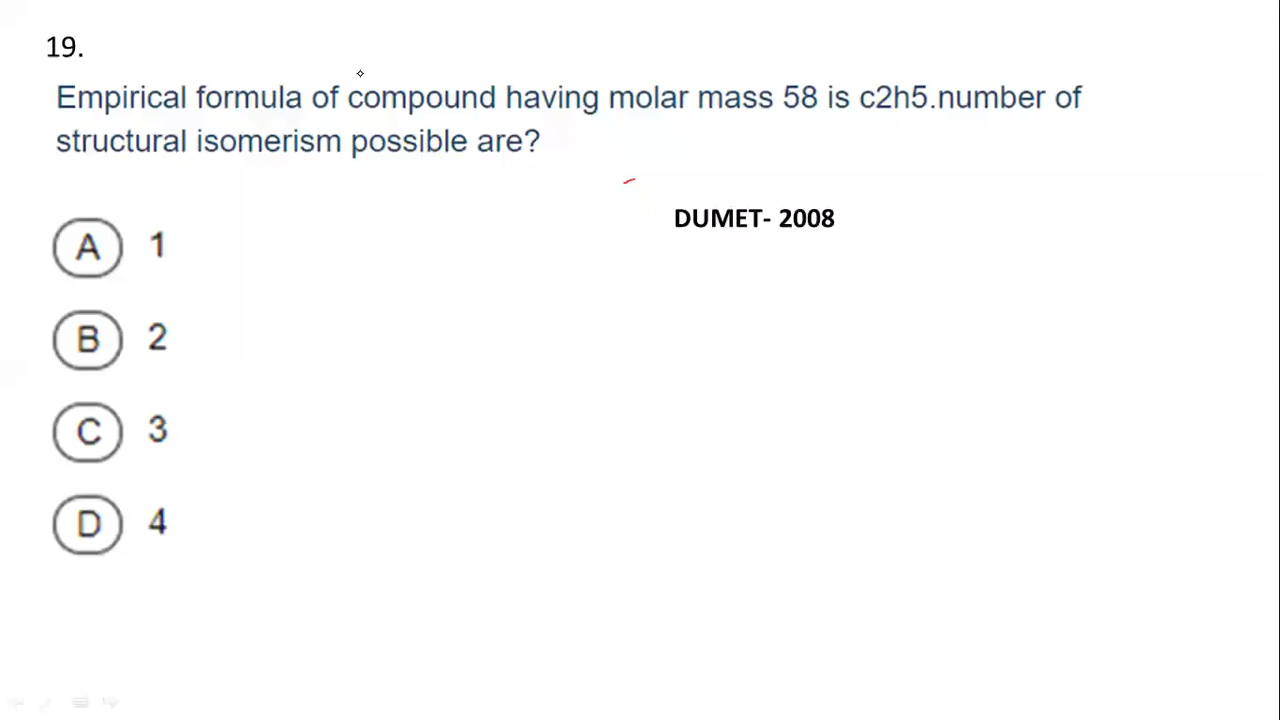 19.
Empirical formula of compound having molar mass 58 is c2h5.number of
structural isomerism possible are?
DUMET- 2008
A 1
B 2
C 3
D 4